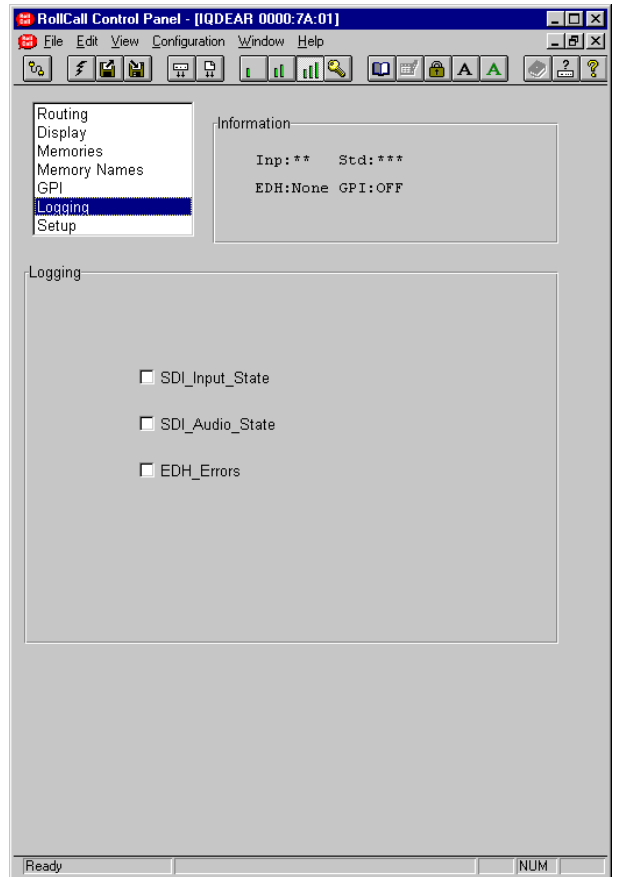 RollCall Control Panel - [IQDEAR 0000:7A:01]
File Edit View Configuration Window Help
A A ? ?
Routing
Display
Memories
Memory Names
GPI
Logging
Setup
Information
Inp:** Std:***
EDH:None GPI:OFF
Logging
SDI_Input_State
SDI_Audio_State
EDH_Errors
Ready NUM